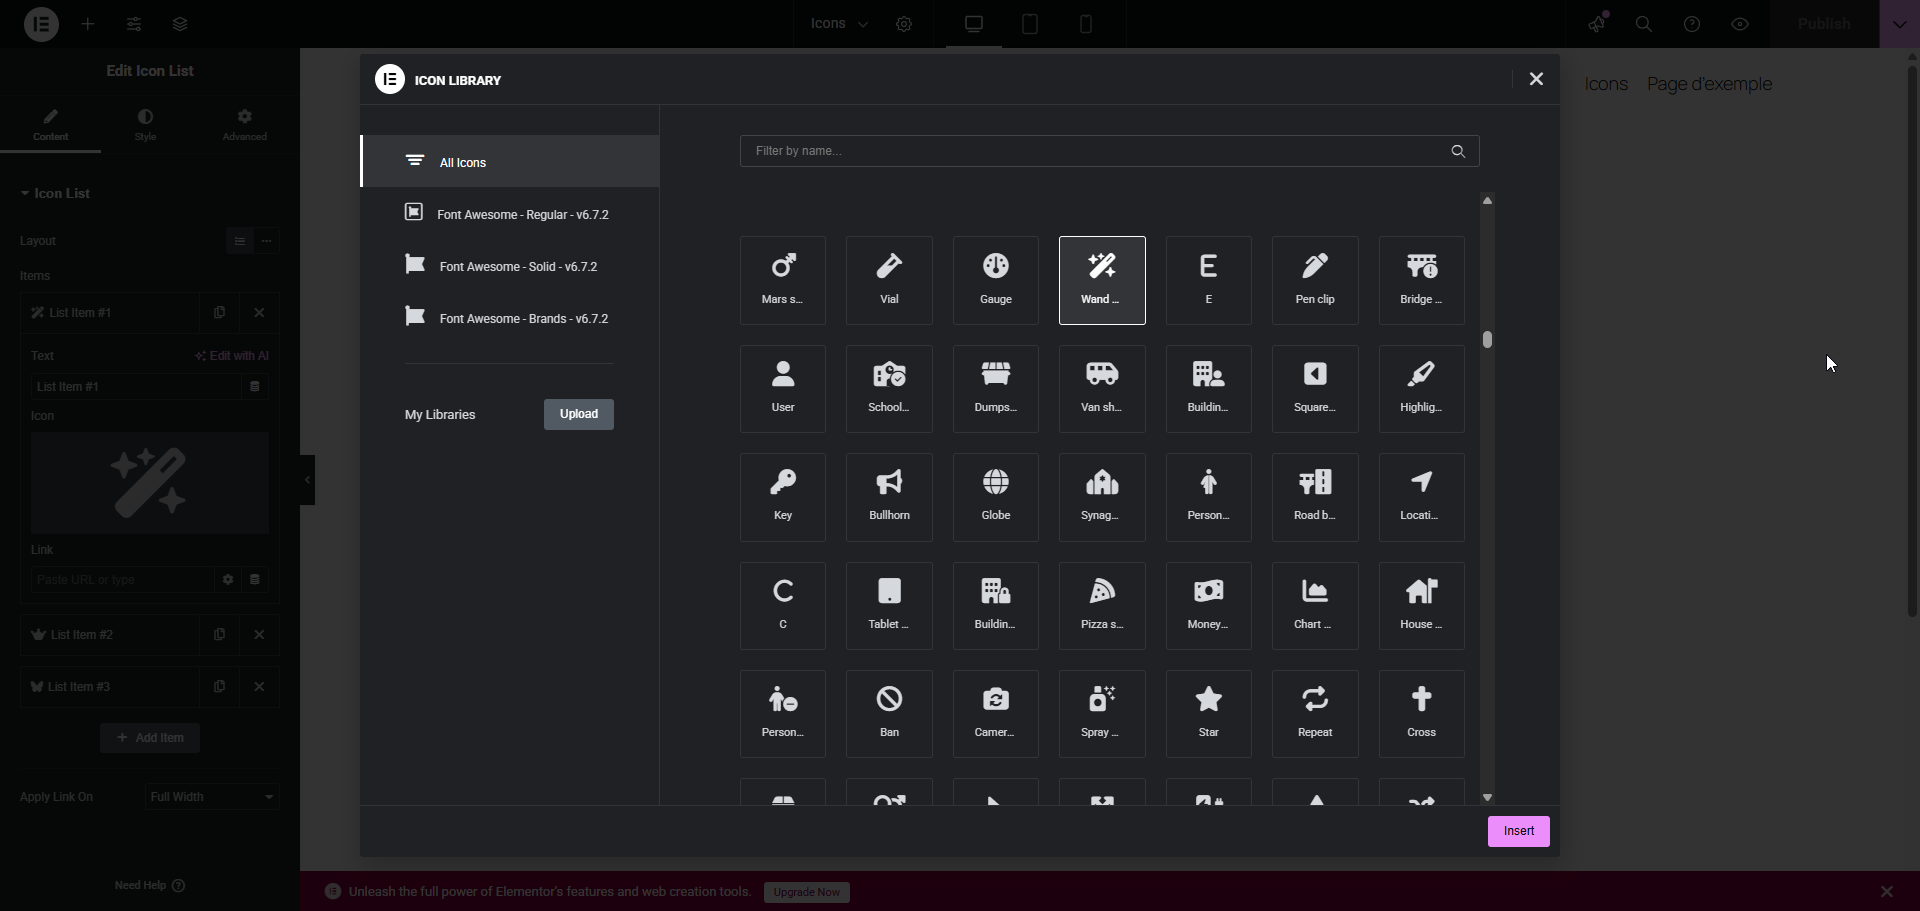 Icons
Publish
Edit Icon List
Content
Style
Advanced
Icon List
Layout
Items
List Item #1
Text
Edit with AI
List Item #1
Icon
Link
Paste URL or type
List Item #2
List Item #3
Add Item
Apply Link On
Full Width
Need Help
ICON LIBRARY
All Icons
Font Awesome - Regular - v6.7.2
Font Awesome - Solid - v6.7.2
Font Awesome - Brands - v6.7.2
My Libraries
Upload
Filter by name...
Mars s...
Vial
Gauge
Wand ...
E
Pen clip
Bridge ...
User
School...
Dumps...
Van sh...
Buildin...
Square...
Highlig...
Key
Bullhorn
Globe
Synag...
Person...
Road b...
Locati...
C
Tablet ...
Buildin...
Pizza s...
Money...
Chart ...
House ...
Person...
Ban
Camer...
Spray ...
Star
Repeat
Cross
Insert
Icons Page d'exemple
Unleash the full power of Elementor's features and web creation tools.
Upgrade Now